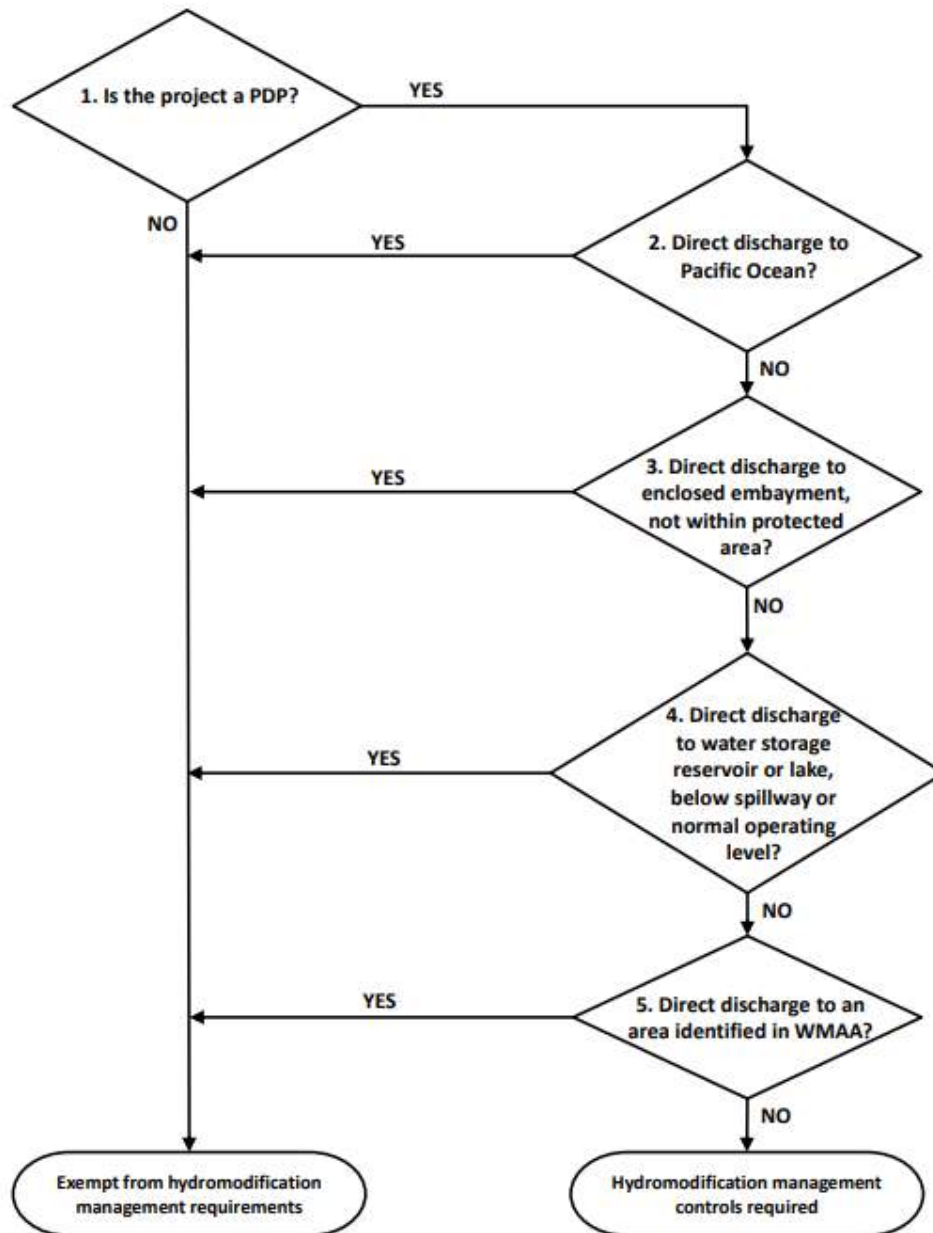 1. Is the project a PDP?
YES
NO
YES
2. Direct discharge to
Pacific Ocean?
NO
YES
3. Direct discharge to
enclosed embayment,
not within protected
area?
NO
YES
4. Direct discharge
to water storage
reservoir or lake,
below spillway or
normal operating
level?
NO
YES
5. Direct discharge to an
area identified in WMAA?
NO
Exempt from hydromodification
management requirements
Hydromodification management
controls required